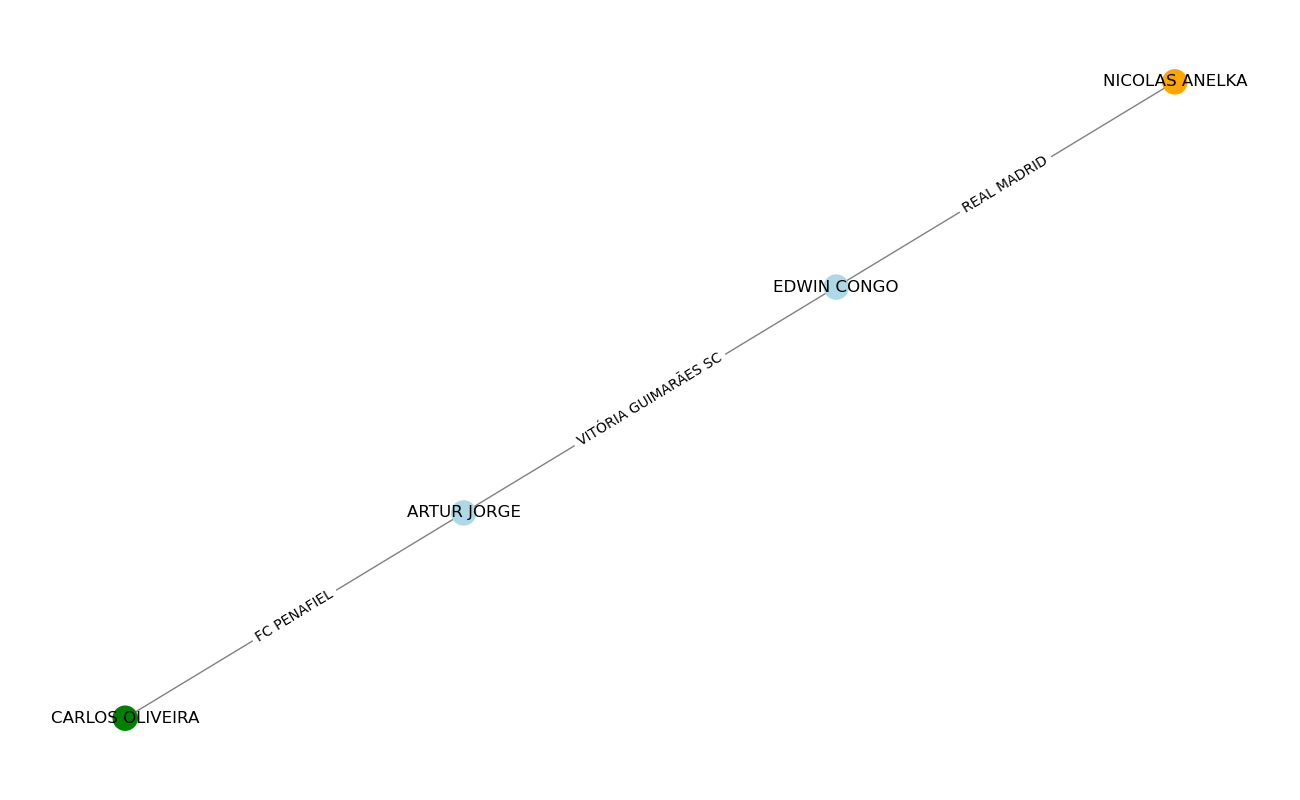 NICOLAS ANELKA
REAL MADRID
EDWIN CONGO
VITÓRIA GUIMARÃES SC
ARTUR JORGE
FC PENAFIEL
CARLOS OLIVEIRA